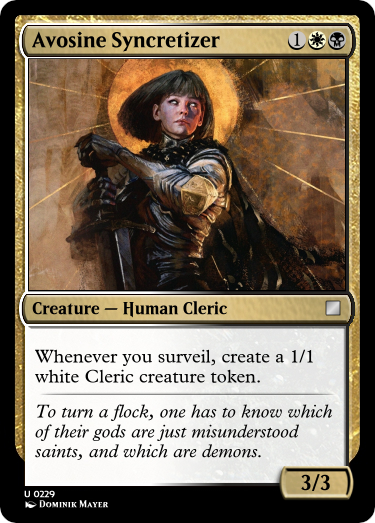 Avosine Syncretizer 1
Creature — Human Cleric
Whenever you surveil, create a 1/1
white Cleric creature token.
To turn a flock, one has to know which
of their gods are just misunderstood
saints, and which are demons.
3/3
U 0229
Dominik Mayer